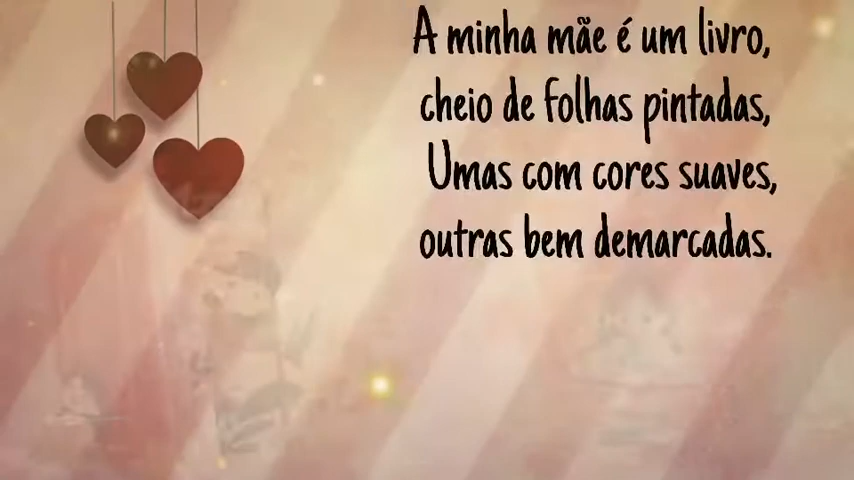 A minha mãe é um livro,
cheio de folhas pintadas,
Umas com cores suaves,
outras bem demarcadas.